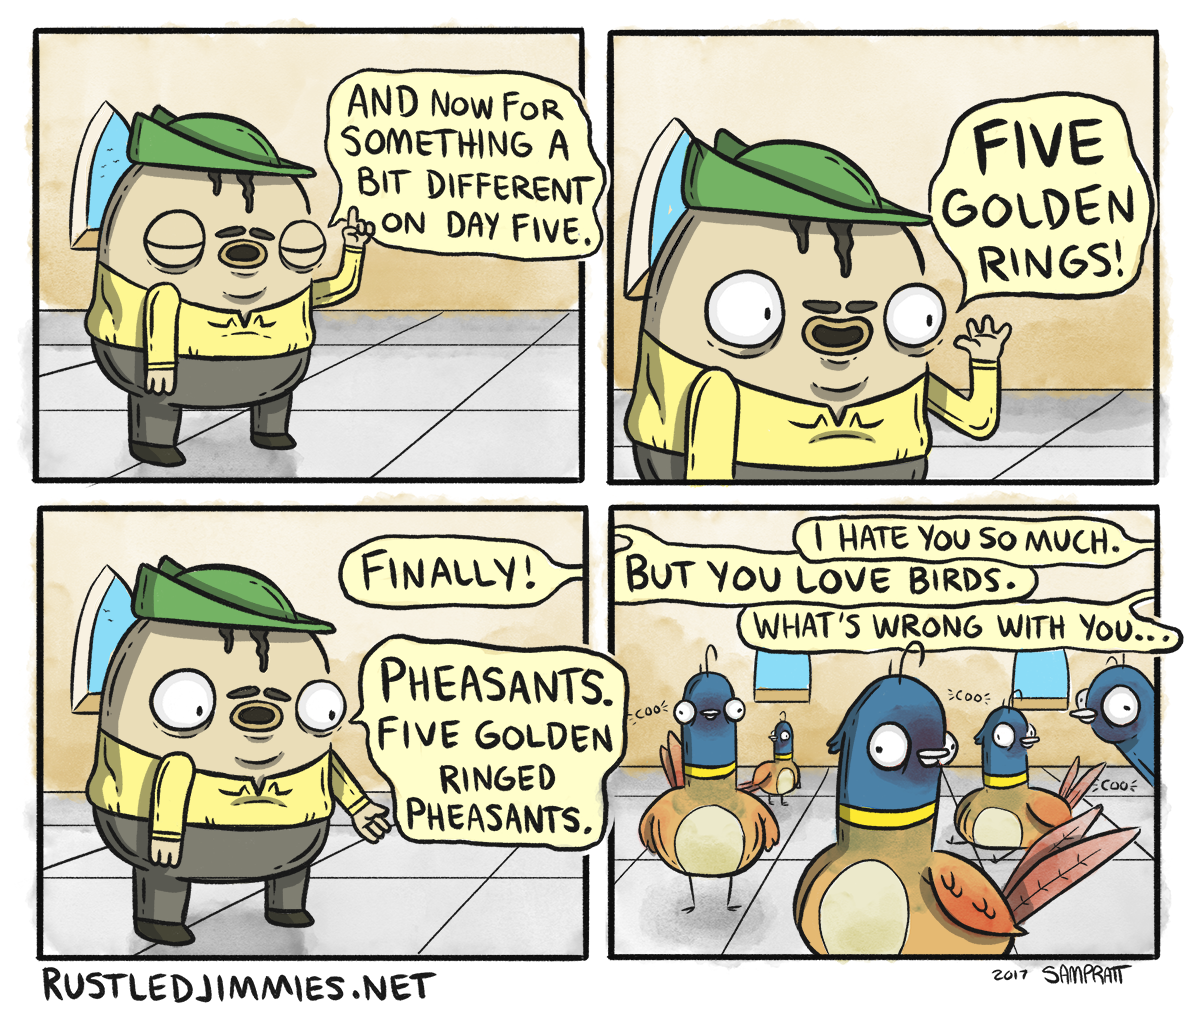 AND NOW FOR
SOMETHING A
BIT DIFFERENT
ON DAY FIVE.
FIVE
GOLDEN
RINGS!
FINALLY!
PHEASANTS.
FIVE GOLDEN
RINGED
PHEASANTS.
I HATE YOU SO MUCH.
BUT YOU LOVE BIRDS.
WHAT'S WRONG WITH YOU...
COO
COO
COO
RUSTLEDJIMMIES.NET
2017 SAMPRATT